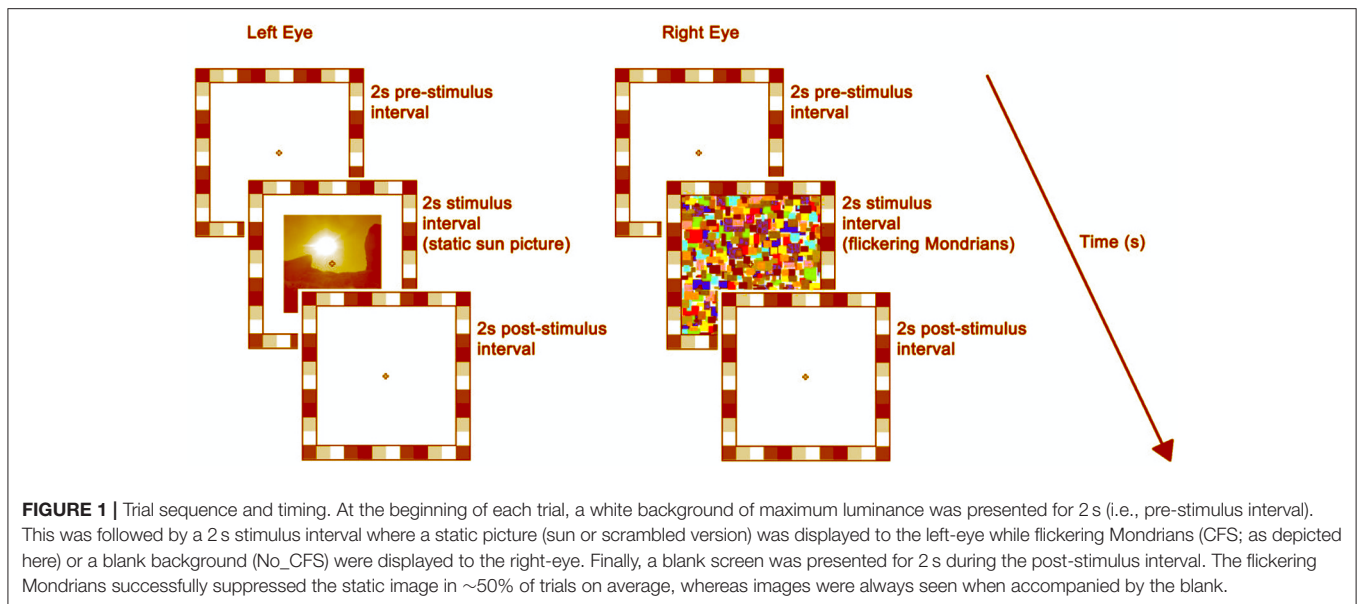 Left Eye
Right Eye
2s pre-stimulus
interval
2s pre-stimulus
interval
2s stimulus
interval
(static sun picture)
2s stimulus
interval
(flickering Mondrians)
Time (s)
2s post-stimulus
interval
2s post-stimulus
interval
FIGURE 1 | Trial sequence and timing. At the beginning of each trial, a white background of maximum luminance was presented for 2 s (i.e., pre-stimulus interval).
This was followed by a 2 s stimulus interval where a static picture (sun or scrambled version) was displayed to the left-eye while flickering Mondrians (CFS; as depicted
here) or a blank background (No_CFS) were displayed to the right-eye. Finally, a blank screen was presented for 2 s during the post-stimulus interval. The flickering
Mondrians successfully suppressed the static image in ~50% of trials on average, whereas images were always seen when accompanied by the blank.